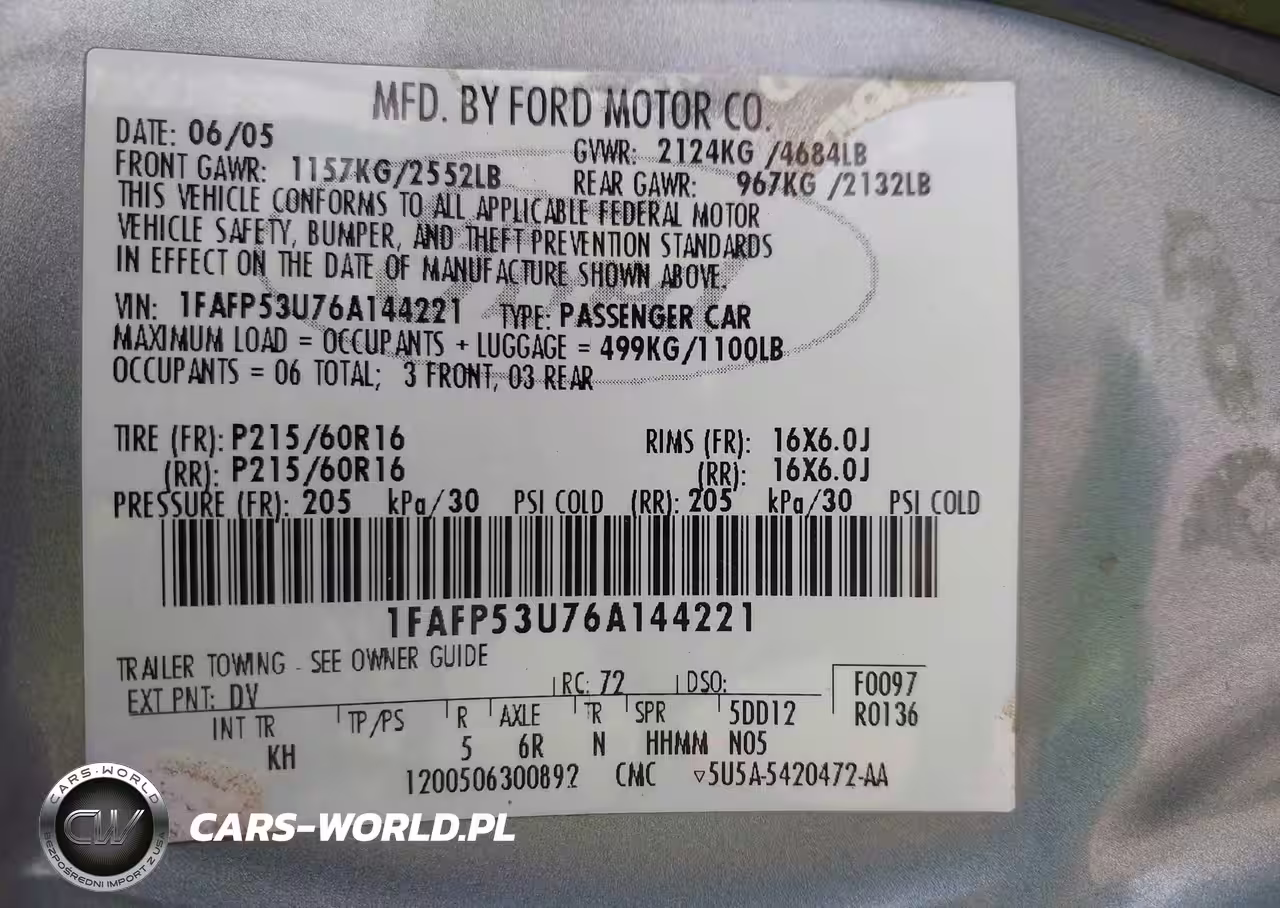 MFD. BY FORD MOTOR CO.
DATE: 06/05 GVWR: 2124KG /4684LB
FRONT GAWR: 1157KG/2552LB REAR GAWR: 967KG /2132LB
THIS VEHICLE CONFORMS TO ALL APPLICABLE FEDERAL MOTOR
VEHICLE SAFETY, BUMPER, AND THEFT PREVENTION STANDARDS
IN EFFECT ON THE DATE OF MANUFACTURE SHOWN ABOVE.
VIN: 1FAFP53U76A144221 TYPE: PASSENGER CAR
MAXIMUM LOAD = OCCUPANTS + LUGGAGE = 499KG/1100LB
OCCUPANTS = 06 TOTAL; 3 FRONT, 03 REAR
TIRE (FR): P215/60R16 RIMS (FR): 16X6.0J
(RR): P215/60R16 (RR): 16X6.0J
PRESSURE (FR): 205 kPa/30 PSI COLD (RR): 205 kPa/30 PSI COLD
1FAFP53U76A144221
TRAILER TOWING - SEE OWNER GUIDE
EXT PNT: DV RC: 72 DSO: F0097
INT TR TP/PS R AXLE TR SPR 5DD12 R0136
KH 5 6R N HHMM N05
1200506300892 CMC ▽5U5A-5420472-AA
CARS-WORLD
CW
BEZPOŚREDNI IMPORT Z USA
CARS-WORLD.PL